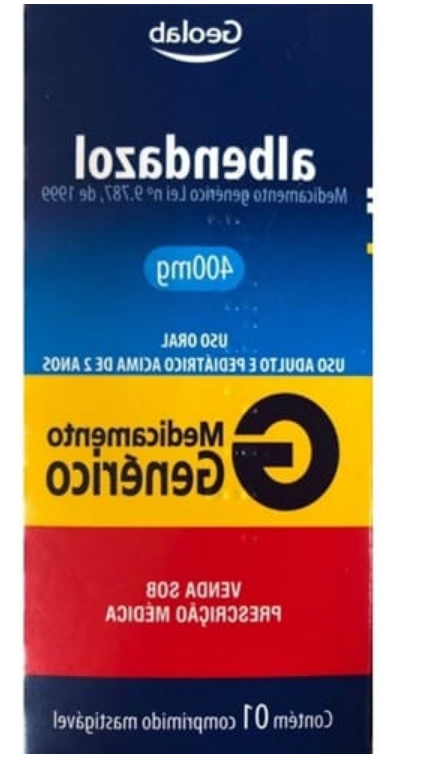 Geolab
albendazol
Medicamento genérico Lei nº 9.787, de 1999
400mg
USO ORAL
USO ADULTO E PEDIÁTRICO ACIMA DE 2 ANOS
G Medicamento
Genérico
VENDA SOB
PRESCRIÇÃO MÉDICA
Contém 01 comprimido mastigável